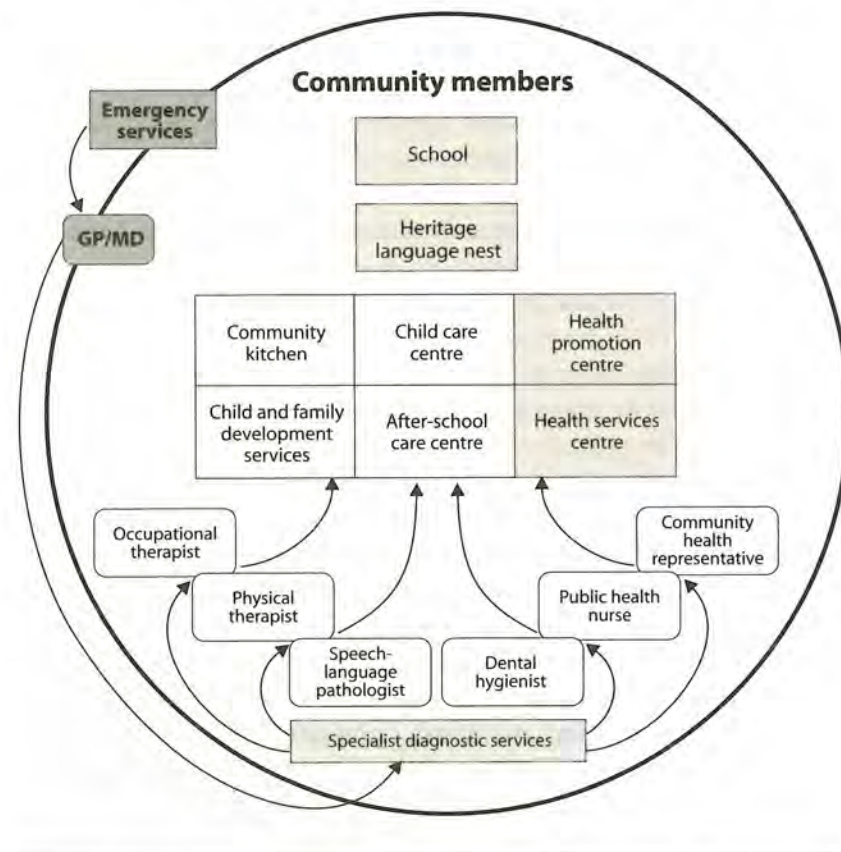 Community members
Emergency
services
School
GP/MD
Heritage
language nest
Community
kitchen
Child care
centre
Health
promotion
centre
Child and family
development
services
After-school
care centre
Health services
centre
Occupational
therapist
Community
health
representative
Physical
therapist
Public health
nurse
Speech-
language
pathologist
Dental
hygienist
Specialist diagnostic services